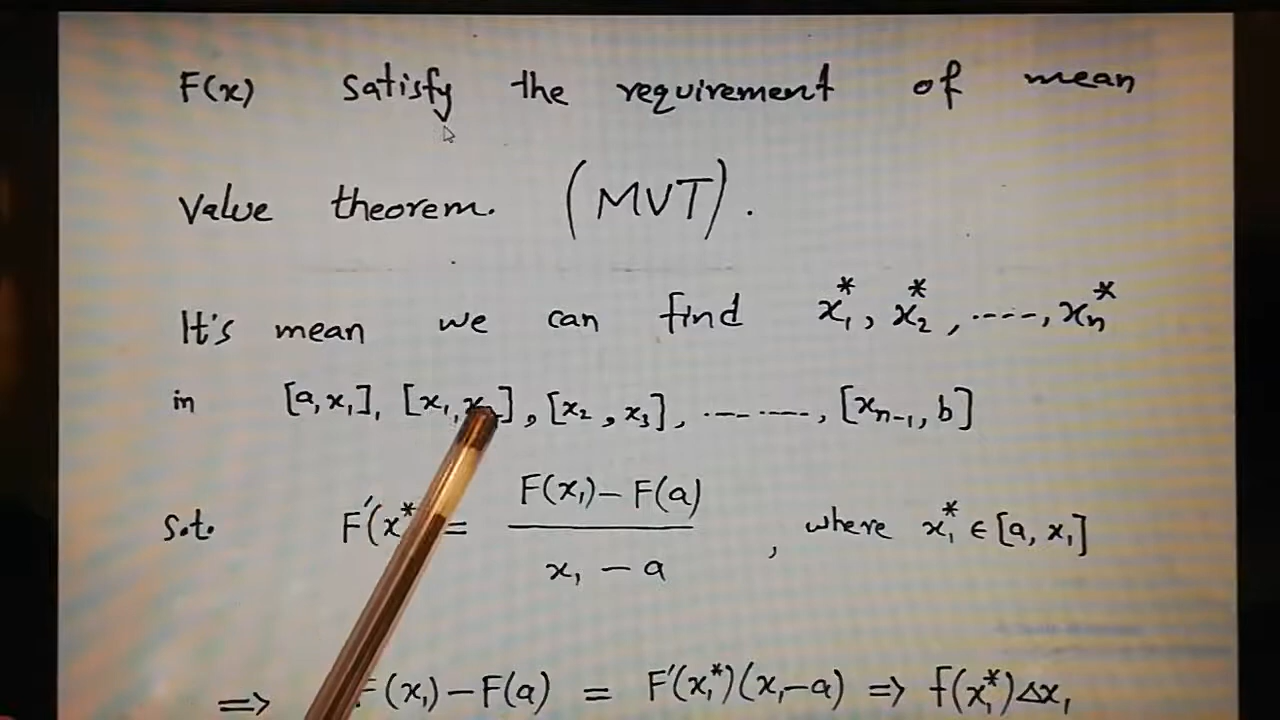 F(x) satisfy the requirement of mean
Value theorem. (MVT).
It's mean we can find x₁*, x₂*, ----, xₙ*
in [a, x₁], [x₁, x₂], [x₂, x₃], -------, [xₙ₋₁, b]
s.t. F'(x* = F(x₁) – F(a) / x₁ – a , where x₁* ∈ [a, x₁]
⇒ F(x₁) – F(a) = F'(x₁*)(x₁–a) ⇒ f(x₁*)Δx₁